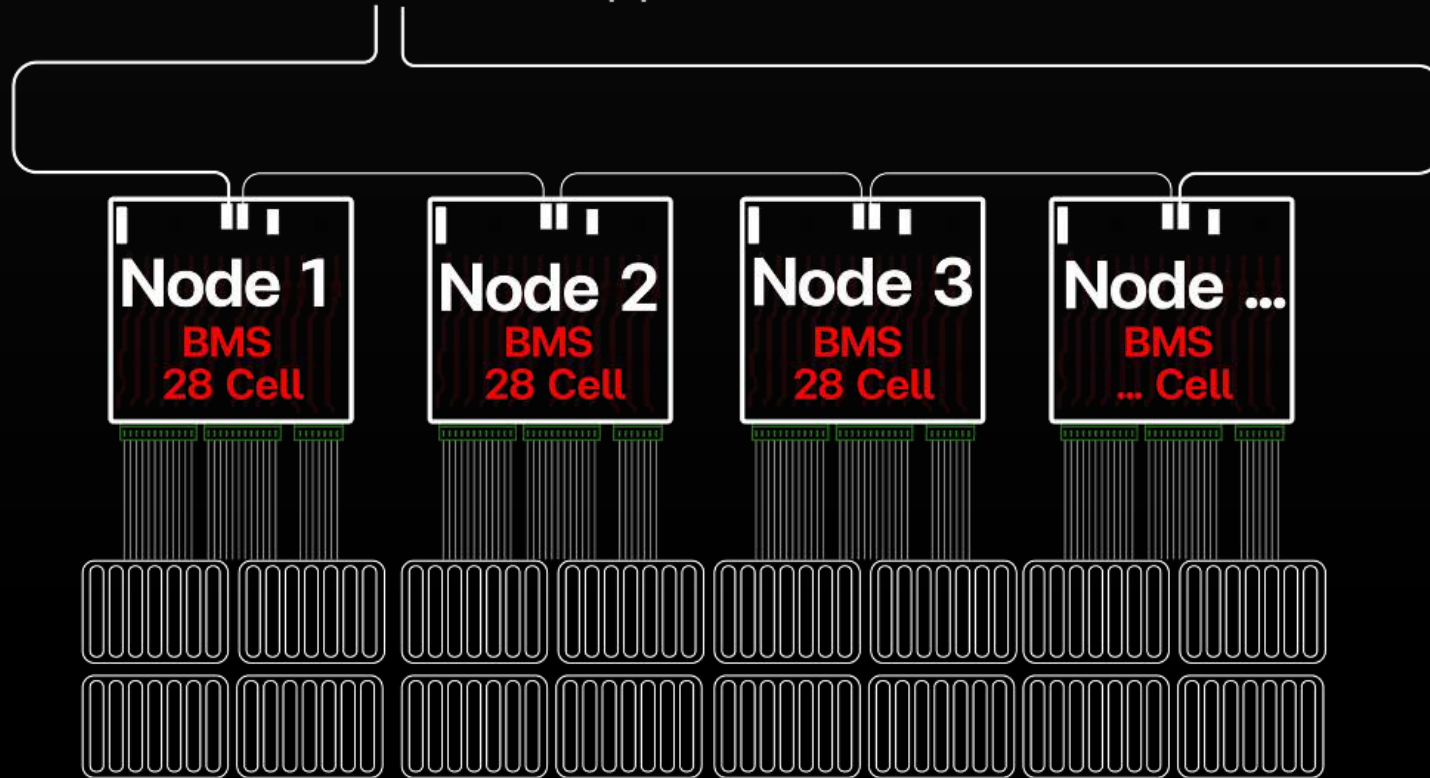 Node 1
BMS
28 Cell
Node 2
BMS
28 Cell
Node 3
BMS
28 Cell
Node ...
BMS
... Cell